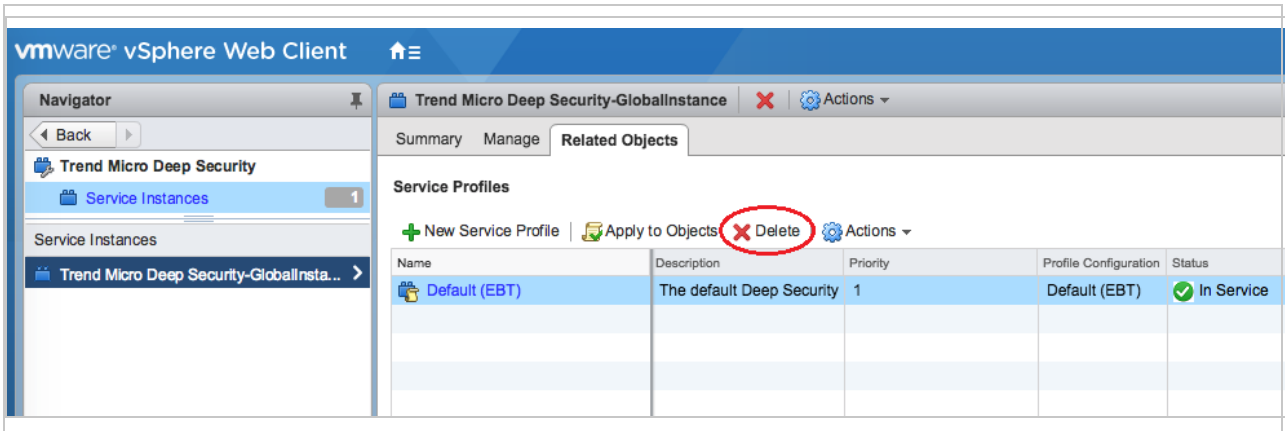 vmware® vSphere Web Client
Navigator
Back
Trend Micro Deep Security
Service Instances 1
Service Instances
Trend Micro Deep Security-GlobalInsta...
Trend Micro Deep Security-GlobalInstance Actions
Summary Manage Related Objects
Service Profiles
New Service Profile Apply to Objects Delete Actions
Name Description Priority Profile Configuration Status
Default (EBT) The default Deep Security 1 Default (EBT) In Service